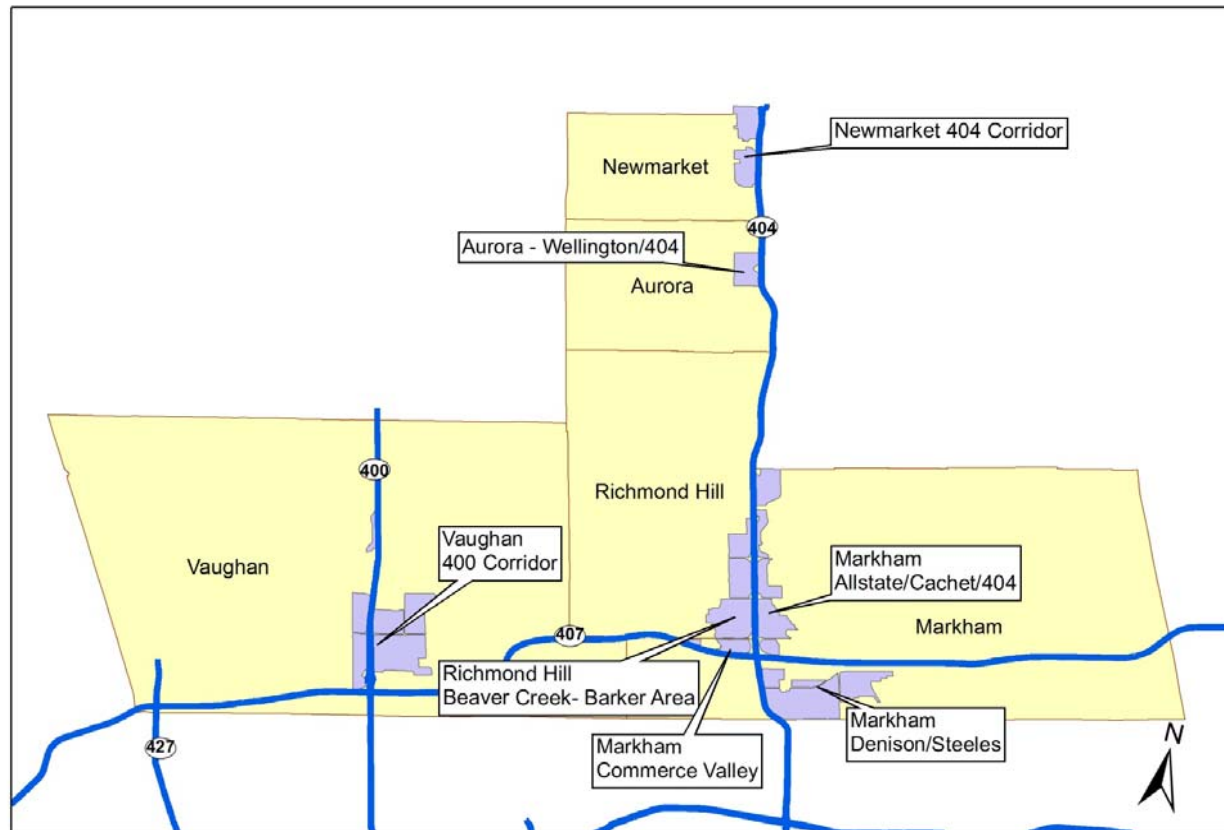 Newmarket 404 Corridor
Newmarket
404
Aurora - Wellington/404
Aurora
400
Richmond Hill
Vaughan
400 Corridor
Markham
Allstate/Cachet/404
Vaughan
407
Markham
Richmond Hill
Beaver Creek- Barker Area
Markham
Denison/Steeles
Markham
Commerce Valley
427
N